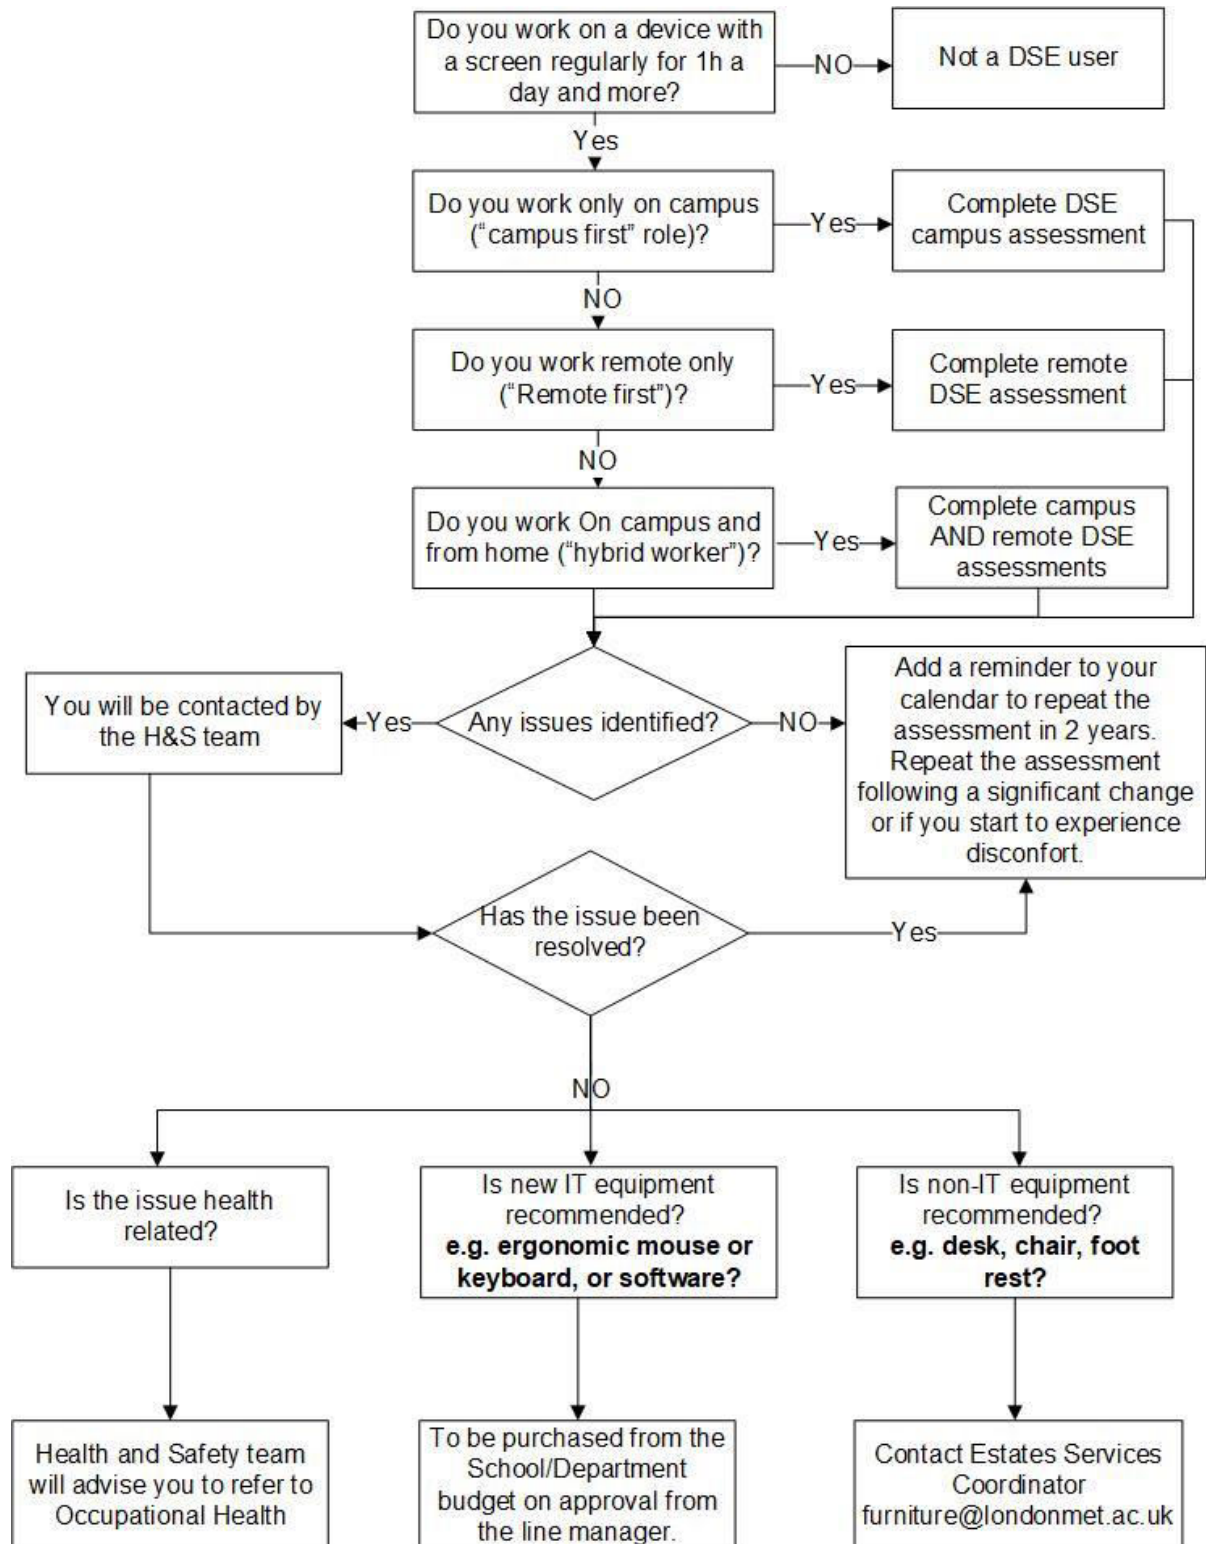 Do you work on a device with
a screen regularly for 1h a
day and more?
NO
Not a DSE user
Yes
Do you work only on campus
(“campus first” role)?
Yes
Complete DSE
campus assessment
NO
Do you work remote only
(“Remote first”)?
Yes
Complete remote
DSE assessment
NO
Do you work On campus and
from home (“hybrid worker”)?
Yes
Complete campus
AND remote DSE
assessments
You will be contacted by
the H&S team
Yes
Any issues identified?
NO
Add a reminder to your
calendar to repeat the
assessment in 2 years.
Repeat the assessment
following a significant change
or if you start to experience
disconfort.
Has the issue been
resolved?
Yes
NO
Is the issue health
related?
Is new IT equipment
recommended?
e.g. ergonomic mouse or
keyboard, or software?
Is non-IT equipment
recommended?
e.g. desk, chair, foot
rest?
Health and Safety team
will advise you to refer to
Occupational Health
To be purchased from the
School/Department
budget on approval from
the line manager.
Contact Estates Services
Coordinator
furniture@londonmet.ac.uk